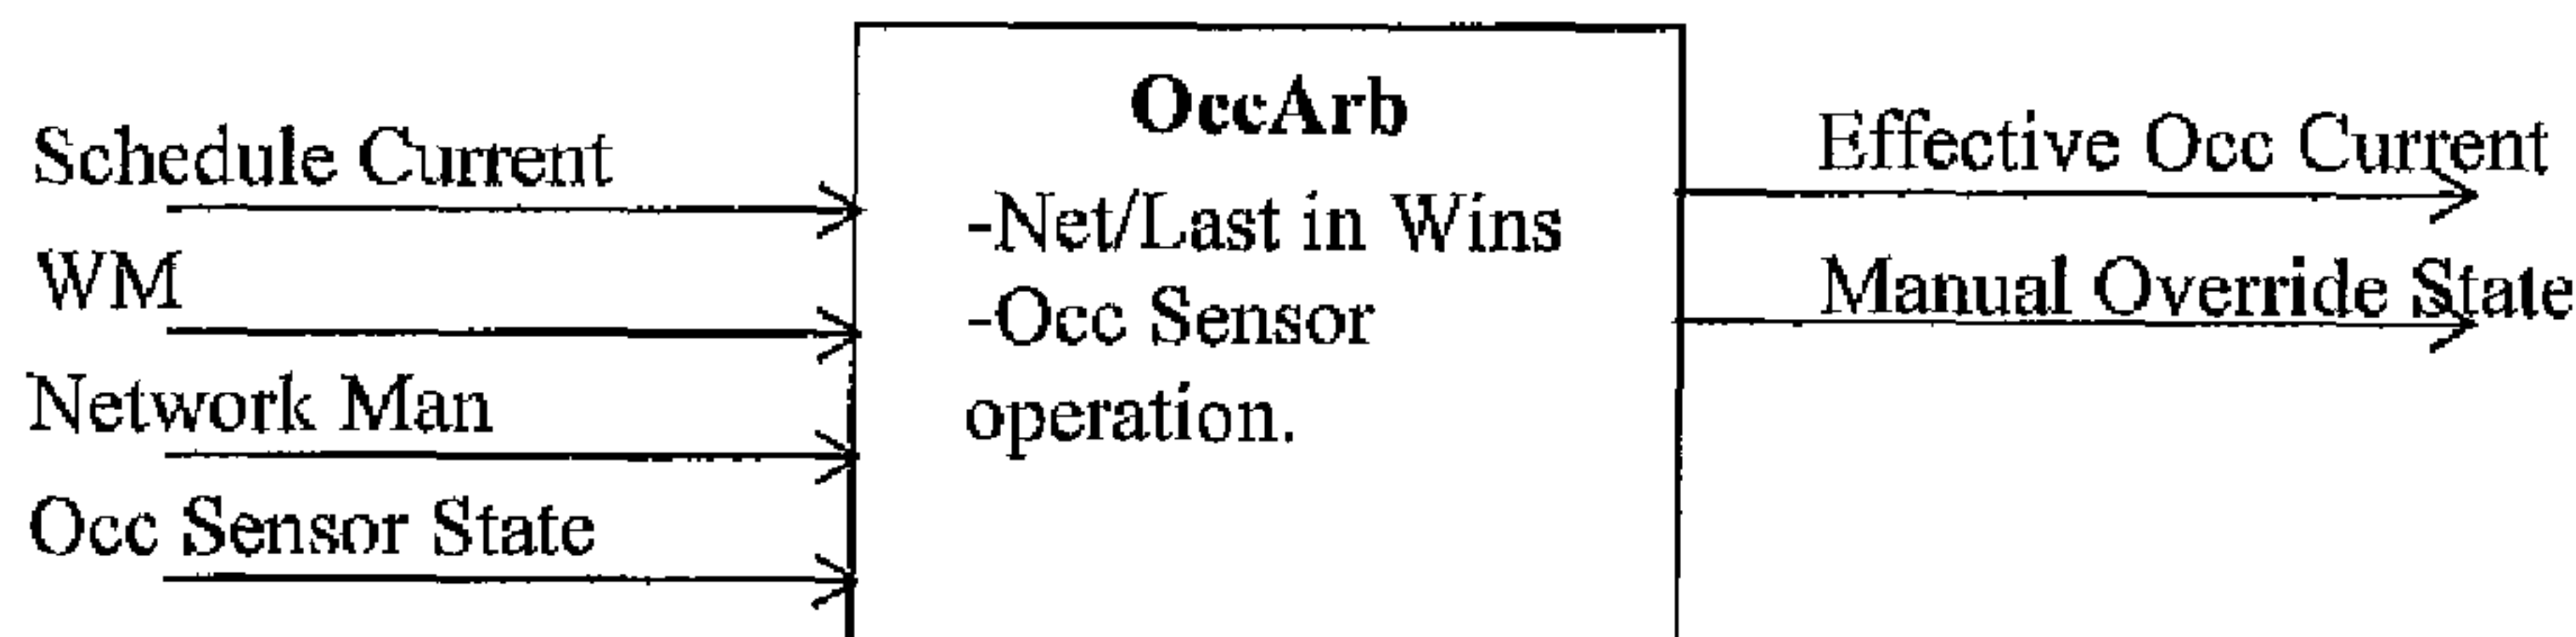 OccArb
Schedule Current
WM
Network Man
Occ Sensor State
-Net/Last in Wins
-Occ Sensor
operation.
Effective Occ Current
Manual Override State